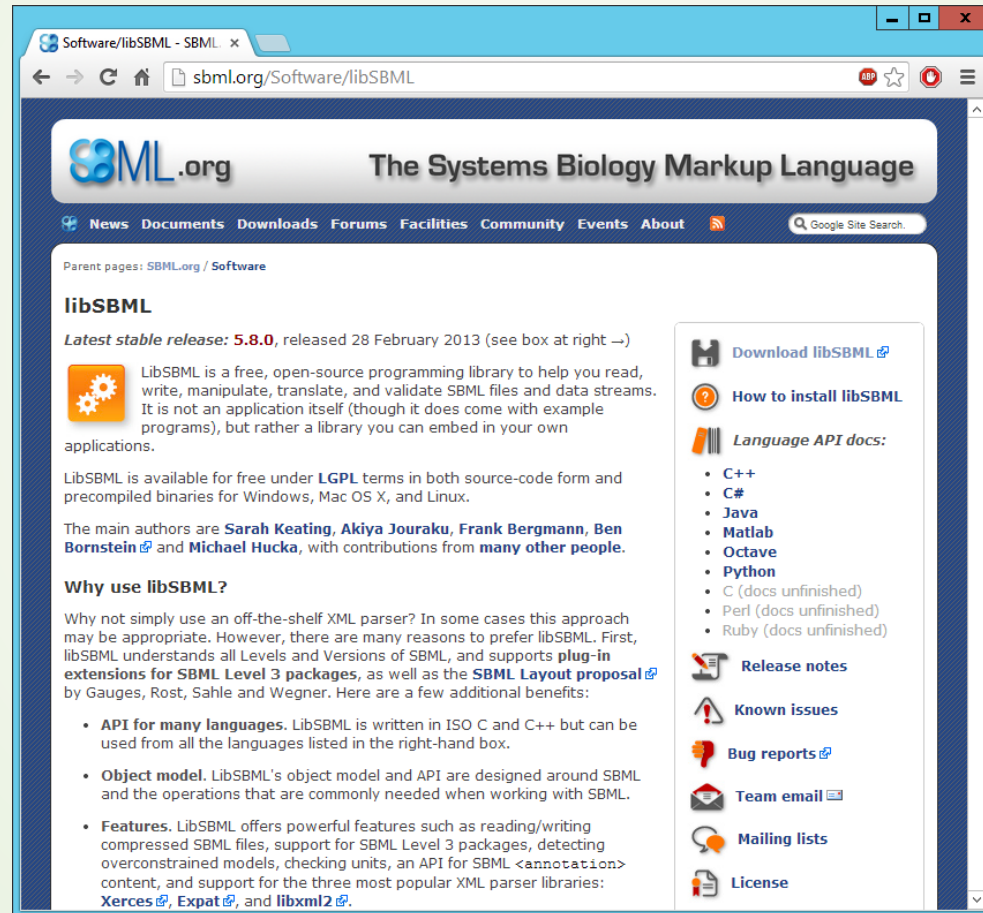 Software/libSBML - SBML.
sbml.org/Software/libSBML
ABP
SBML.org
The Systems Biology Markup Language
News Documents Downloads Forums Facilities Community Events About
Google Site Search.
Parent pages: SBML.org / Software
libSBML
Latest stable release: 5.8.0, released 28 February 2013 (see box at right →)
LibSBML is a free, open-source programming library to help you read,
write, manipulate, translate, and validate SBML files and data streams.
It is not an application itself (though it does come with example
programs), but rather a library you can embed in your own
applications.
LibSBML is available for free under LGPL terms in both source-code form and
precompiled binaries for Windows, Mac OS X, and Linux.
The main authors are Sarah Keating, Akiya Jouraku, Frank Bergmann, Ben
Bornstein and Michael Hucka, with contributions from many other people.
Why use libSBML?
Why not simply use an off-the-shelf XML parser? In some cases this approach
may be appropriate. However, there are many reasons to prefer libSBML. First,
libSBML understands all Levels and Versions of SBML, and supports plug-in
extensions for SBML Level 3 packages, as well as the SBML Layout proposal
by Gauges, Rost, Sahle and Wegner. Here are a few additional benefits:
• API for many languages. LibSBML is written in ISO C and C++ but can be
used from all the languages listed in the right-hand box.
• Object model. LibSBML's object model and API are designed around SBML
and the operations that are commonly needed when working with SBML.
• Features. LibSBML offers powerful features such as reading/writing
compressed SBML files, support for SBML Level 3 packages, detecting
overconstrained models, checking units, an API for SBML <annotation>
content, and support for the three most popular XML parser libraries:
Xerces, Expat, and libxml2.
Download libSBML
How to install libSBML
Language API docs:
• C++
• C#
• Java
• Matlab
• Octave
• Python
• C (docs unfinished)
• Perl (docs unfinished)
• Ruby (docs unfinished)
Release notes
Known issues
Bug reports
Team email
Mailing lists
License